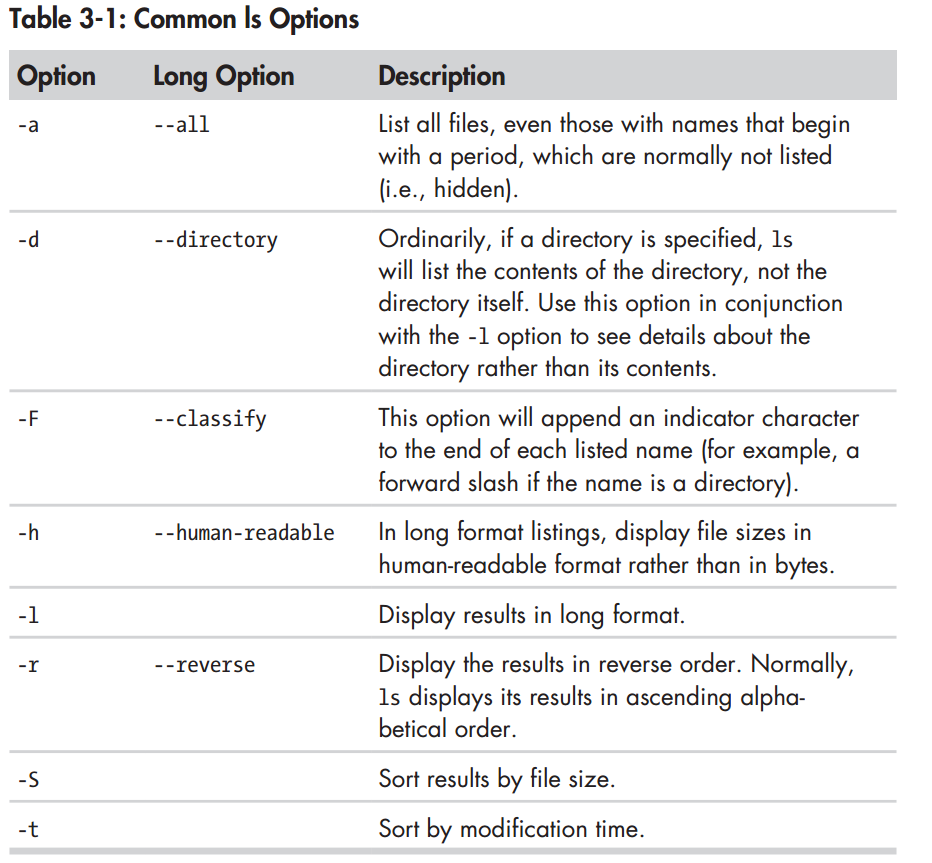 Table 3-1: Common ls Options
Option Long Option Description
-a --all List all files, even those with names that begin
with a period, which are normally not listed
(i.e., hidden).
-d --directory Ordinarily, if a directory is specified, ls
will list the contents of the directory, not the
directory itself. Use this option in conjunction
with the -l option to see details about the
directory rather than its contents.
-F --classify This option will append an indicator character
to the end of each listed name (for example, a
forward slash if the name is a directory).
-h --human-readable In long format listings, display file sizes in
human-readable format rather than in bytes.
-l Display results in long format.
-r --reverse Display the results in reverse order. Normally,
ls displays its results in ascending alpha-
betical order.
-S Sort results by file size.
-t Sort by modification time.